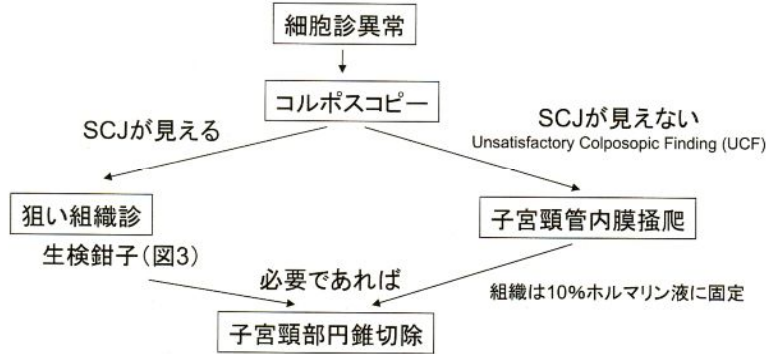 細胞診異常
コルポスコピー
SCJが見える
SCJが見えない
Unsatisfactory Colposopic Finding (UCF)
狙い組織診
子宮頸管内膜掻爬
生検鉗子(図3)
必要であれば
組織は10%ホルマリン液に固定
子宮頸部円錐切除